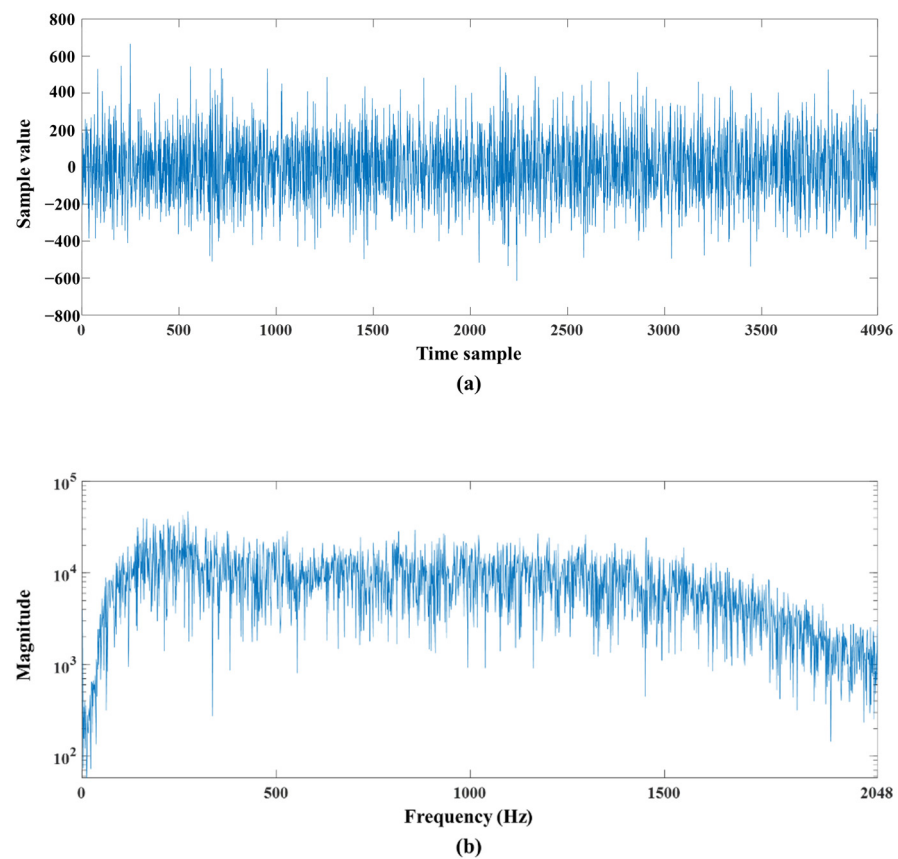 800
600
400
200
0
−200
−400
−600
−800
Sample value
0 500 1000 1500 2000 2500 3000 3500 4096
Time sample
(a)
10^5
10^4
10^3
10^2
Magnitude
0 500 1000 1500 2048
Frequency (Hz)
(b)